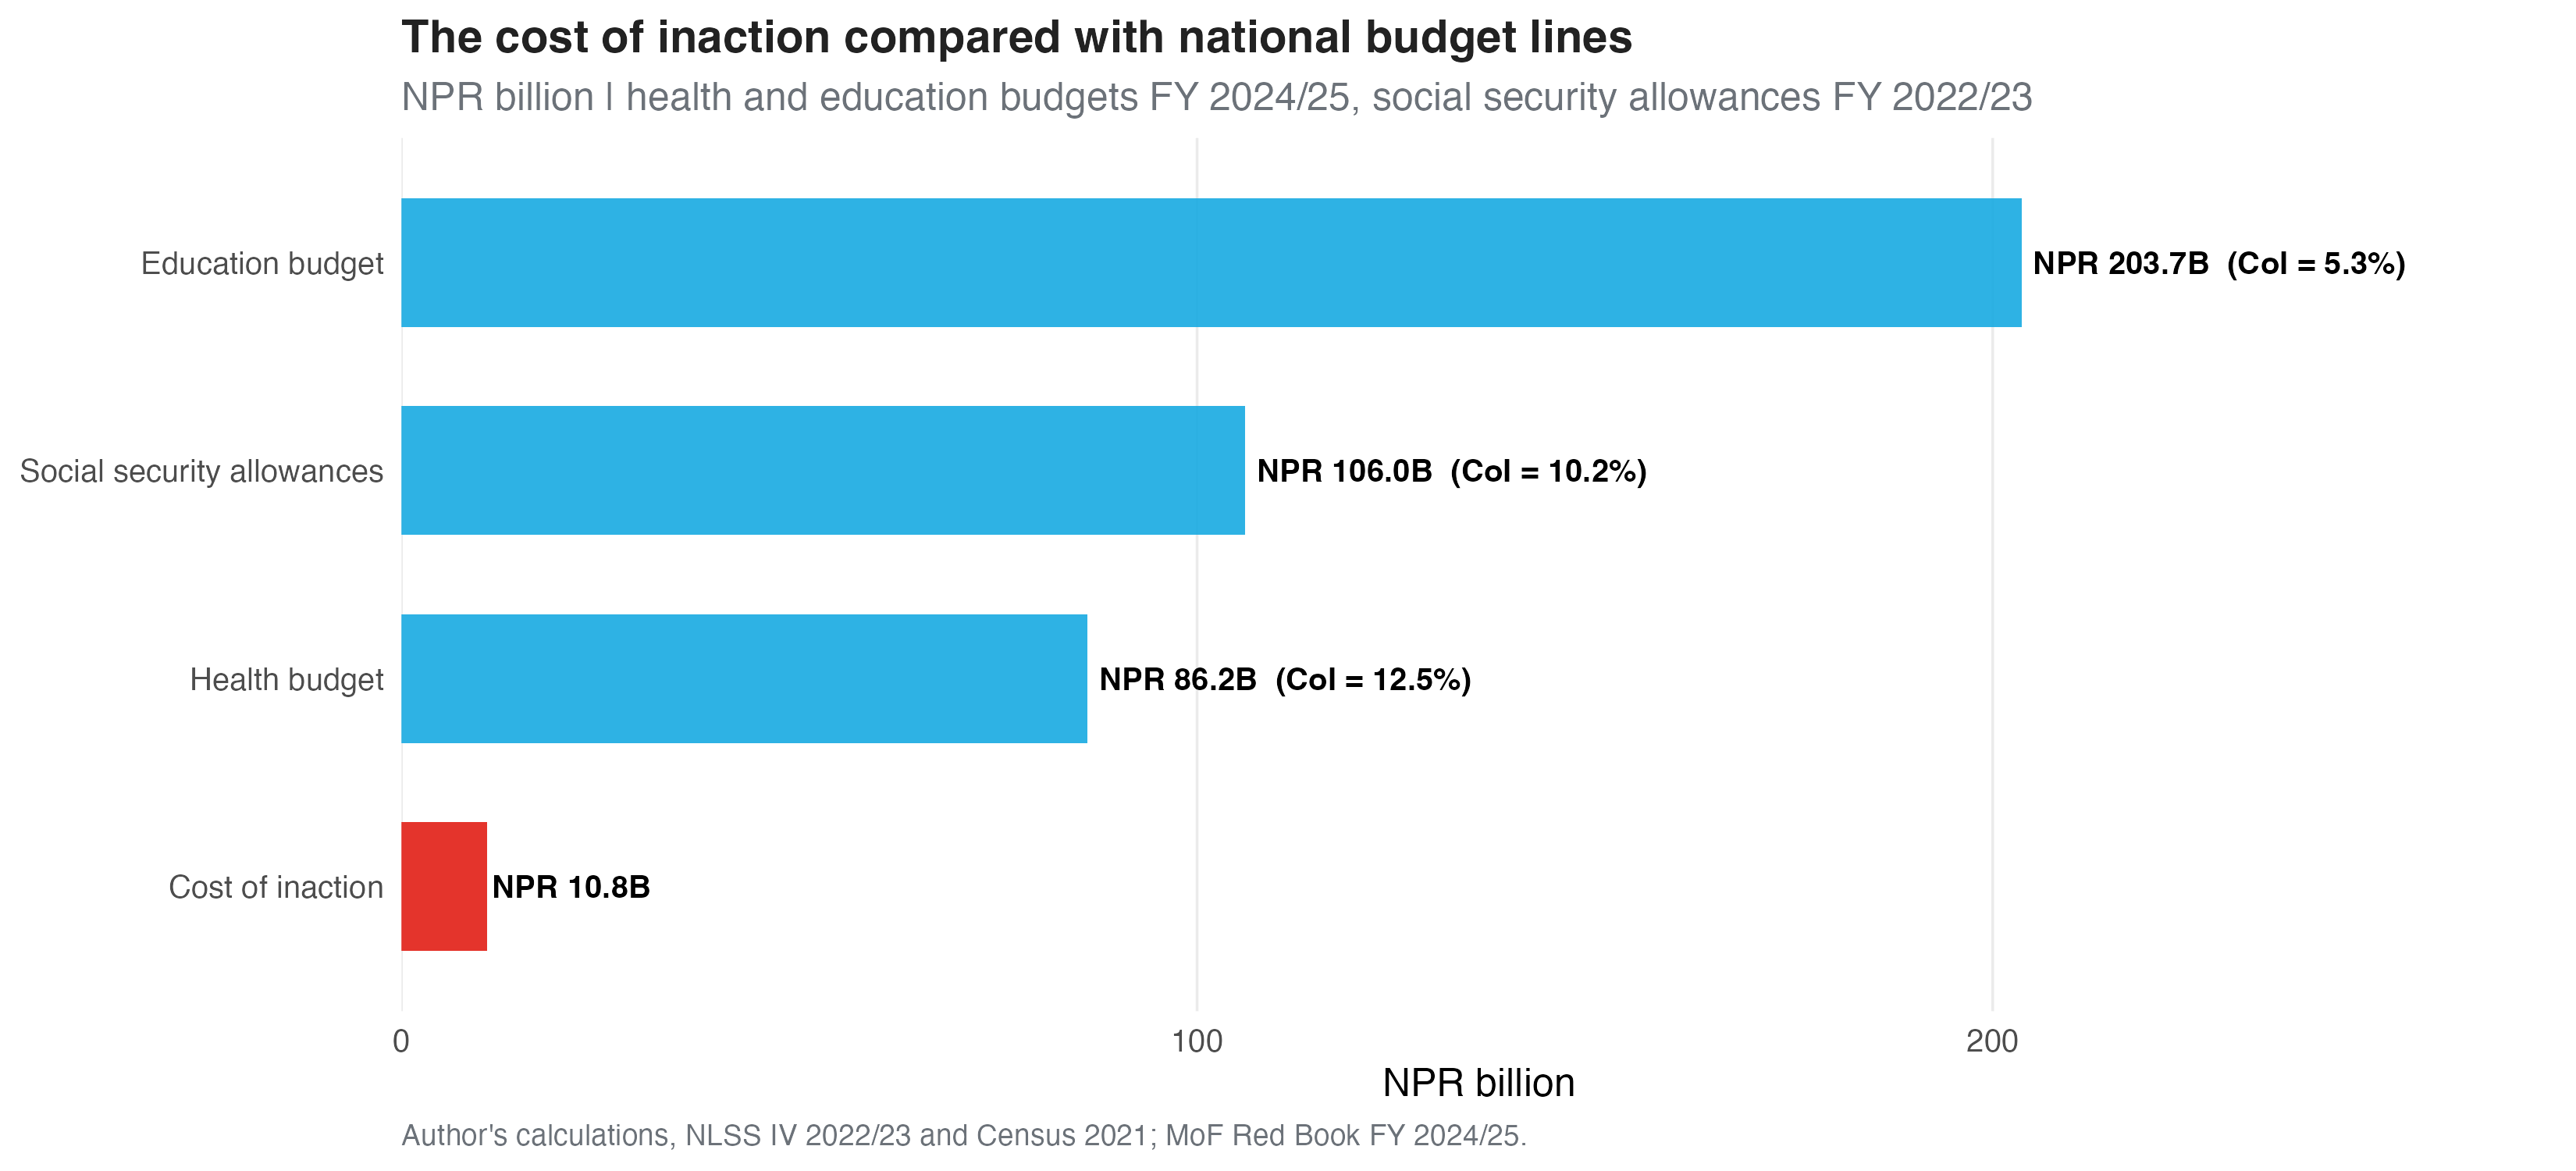 The cost of inaction compared with national budget lines
NPR billion | health and education budgets FY 2024/25, social security allowances FY 2022/23
Education budget
NPR 203.7B (CoI = 5.3%)
Social security allowances
NPR 106.0B (CoI = 10.2%)
Health budget
NPR 86.2B (CoI = 12.5%)
Cost of inaction
NPR 10.8B
0 100 200
NPR billion
Author's calculations, NLSS IV 2022/23 and Census 2021; MoF Red Book FY 2024/25.